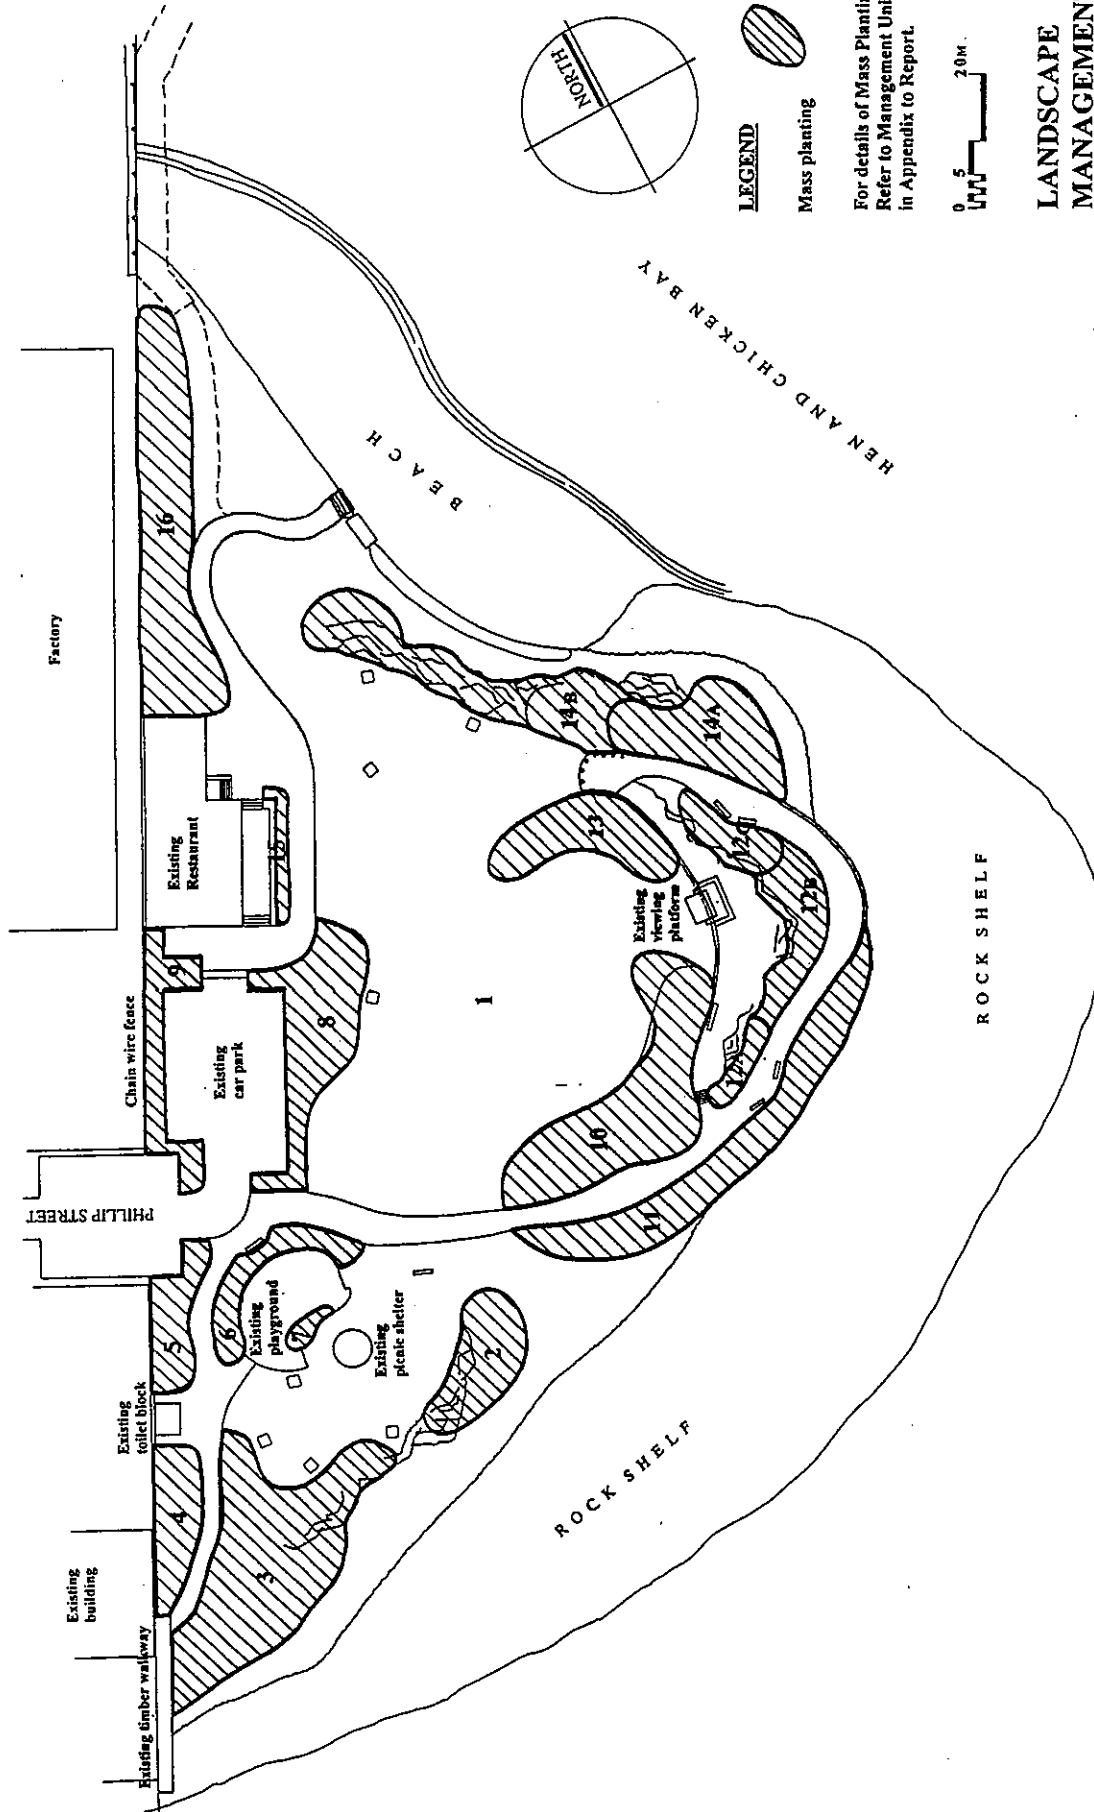 Factory
Chain wire fence
PHILLIP STREET
Existing
toilet block
Existing
building
Existing timber walkway
Existing
Restaurant
Existing
car park
Existing
playground
Existing
picnic shelter
Existing
viewing
platform
1
2
3
4
5
6
7
8
9
10
11
12A
12B
12C
13
14A
14B
15
16
BEACH
HEN AND CHICKEN BAY
ROCK SHELF
ROCK SHELF
NORTH
LEGEND
Mass planting
For details of Mass Plantin
Refer to Management Uni
in Appendix to Report.
0 5 20M
LANDSCAPE
MANAGEMEN